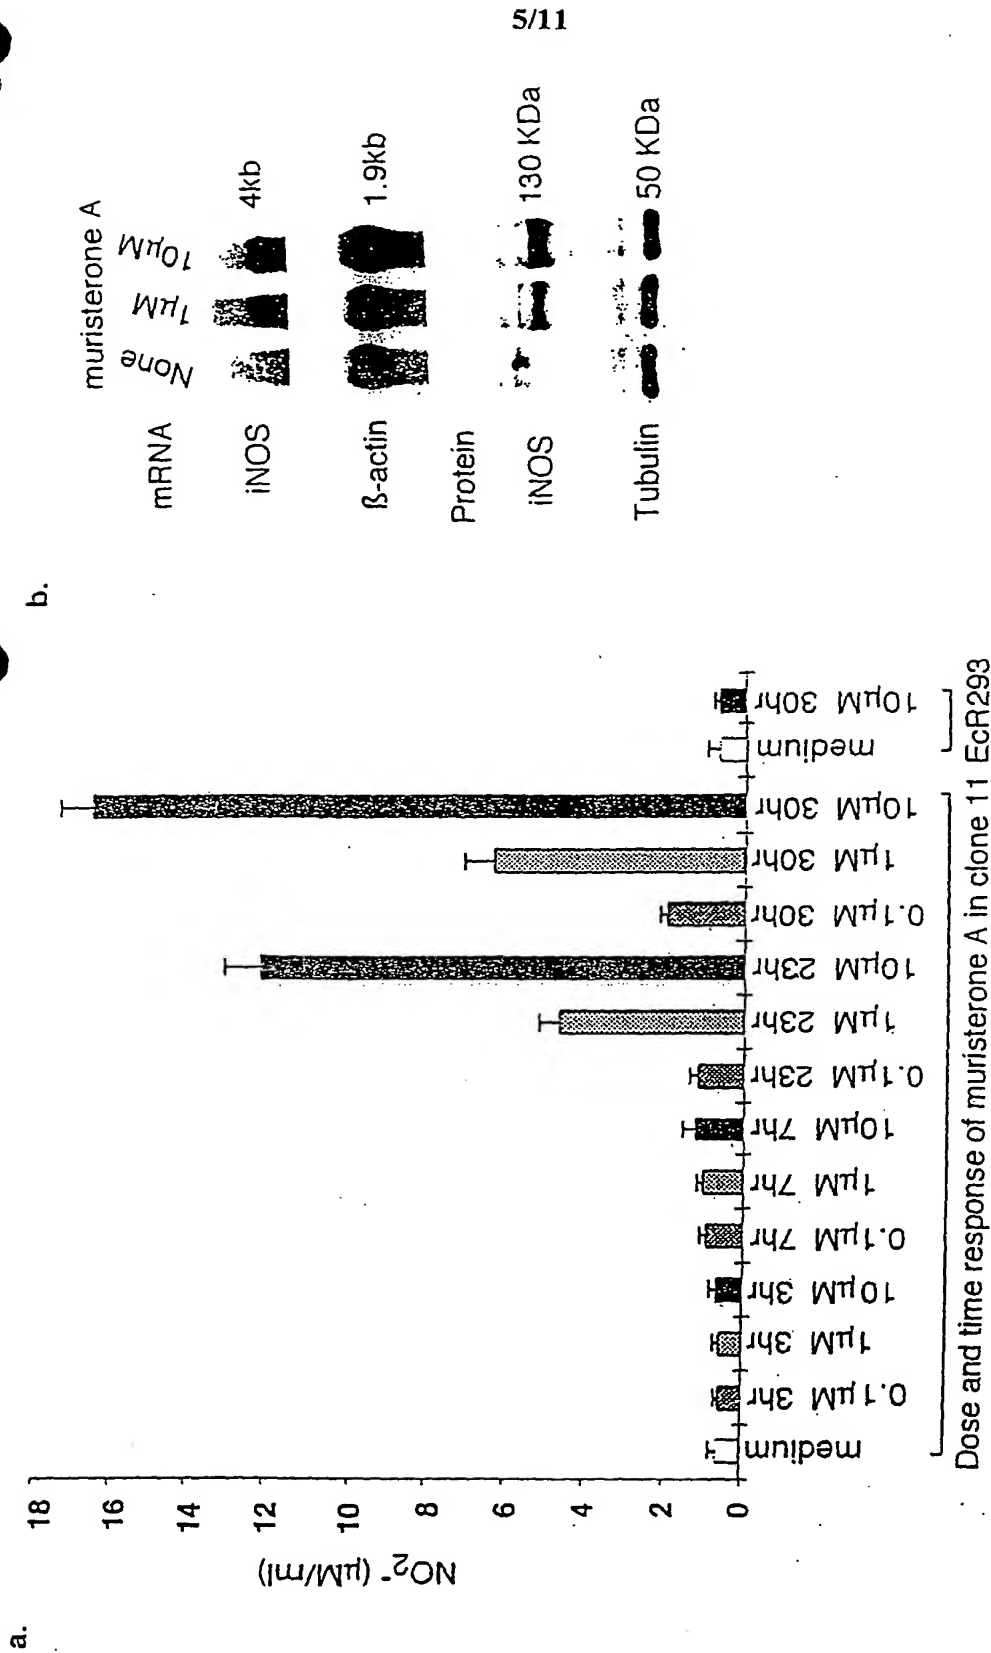 5/11
a.
NO2- (µM/ml)
18
16
14
12
10
8
6
4
2
0
medium
0.1µM 3hr
1µM 3hr
10µM 3hr
0.1µM 7hr
1µM 7hr
10µM 7hr
0.1µM 23hr
1µM 23hr
10µM 23hr
0.1µM 30hr
1µM 30hr
10µM 30hr
medium
10µM 30hr
Dose and time response of muristerone A in clone 11 EcR293
b.
muristerone A
mRNA None 1µM 10µM
iNOS 4kb
ß-actin 1.9kb
Protein
iNOS 130 KDa
Tubulin 50 KDa